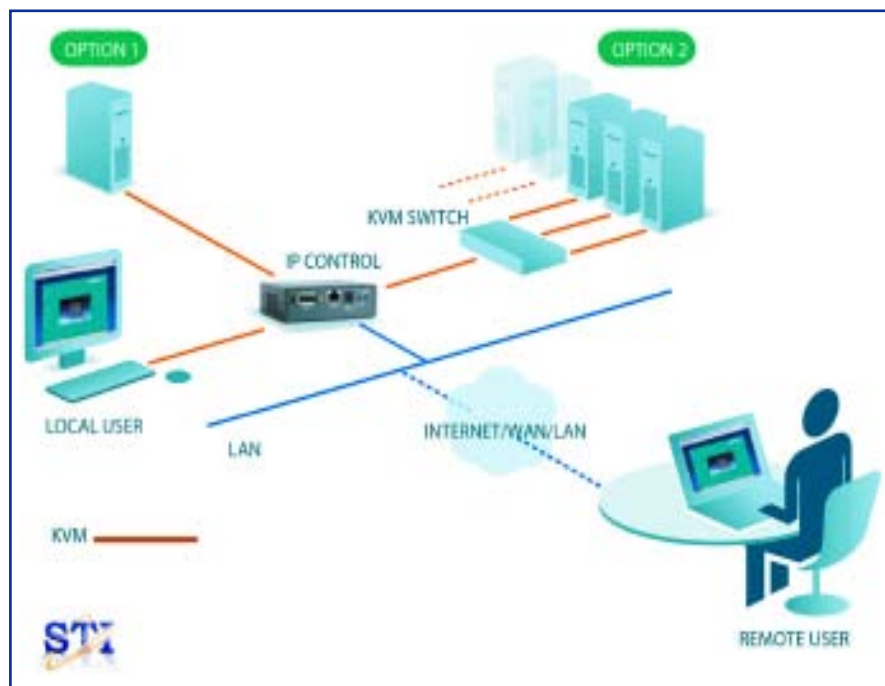 OPTION 1
OPTION 2
KVM SWITCH
IP CONTROL
LOCAL USER
LAN
INTERNET/WAN/LAN
KVM
STI
REMOTE USER